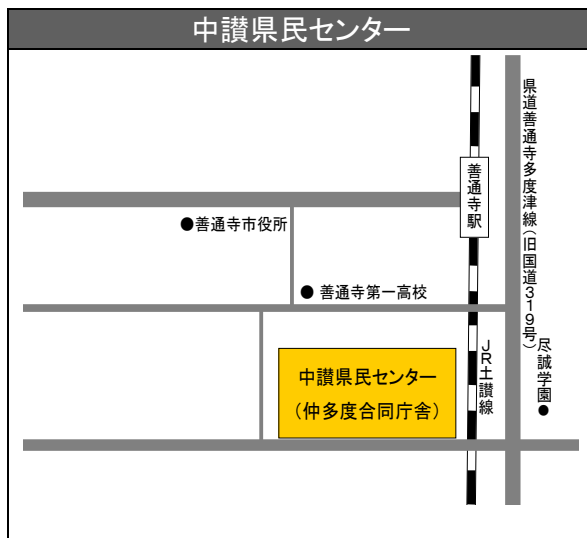 中讃県民センター
県道善通寺多度津線（旧国道319号）
善通寺駅
●善通寺市役所
● 善通寺第一高校
JR土讃線
尽誠学園●
中讃県民センター
（仲多度合同庁舎）